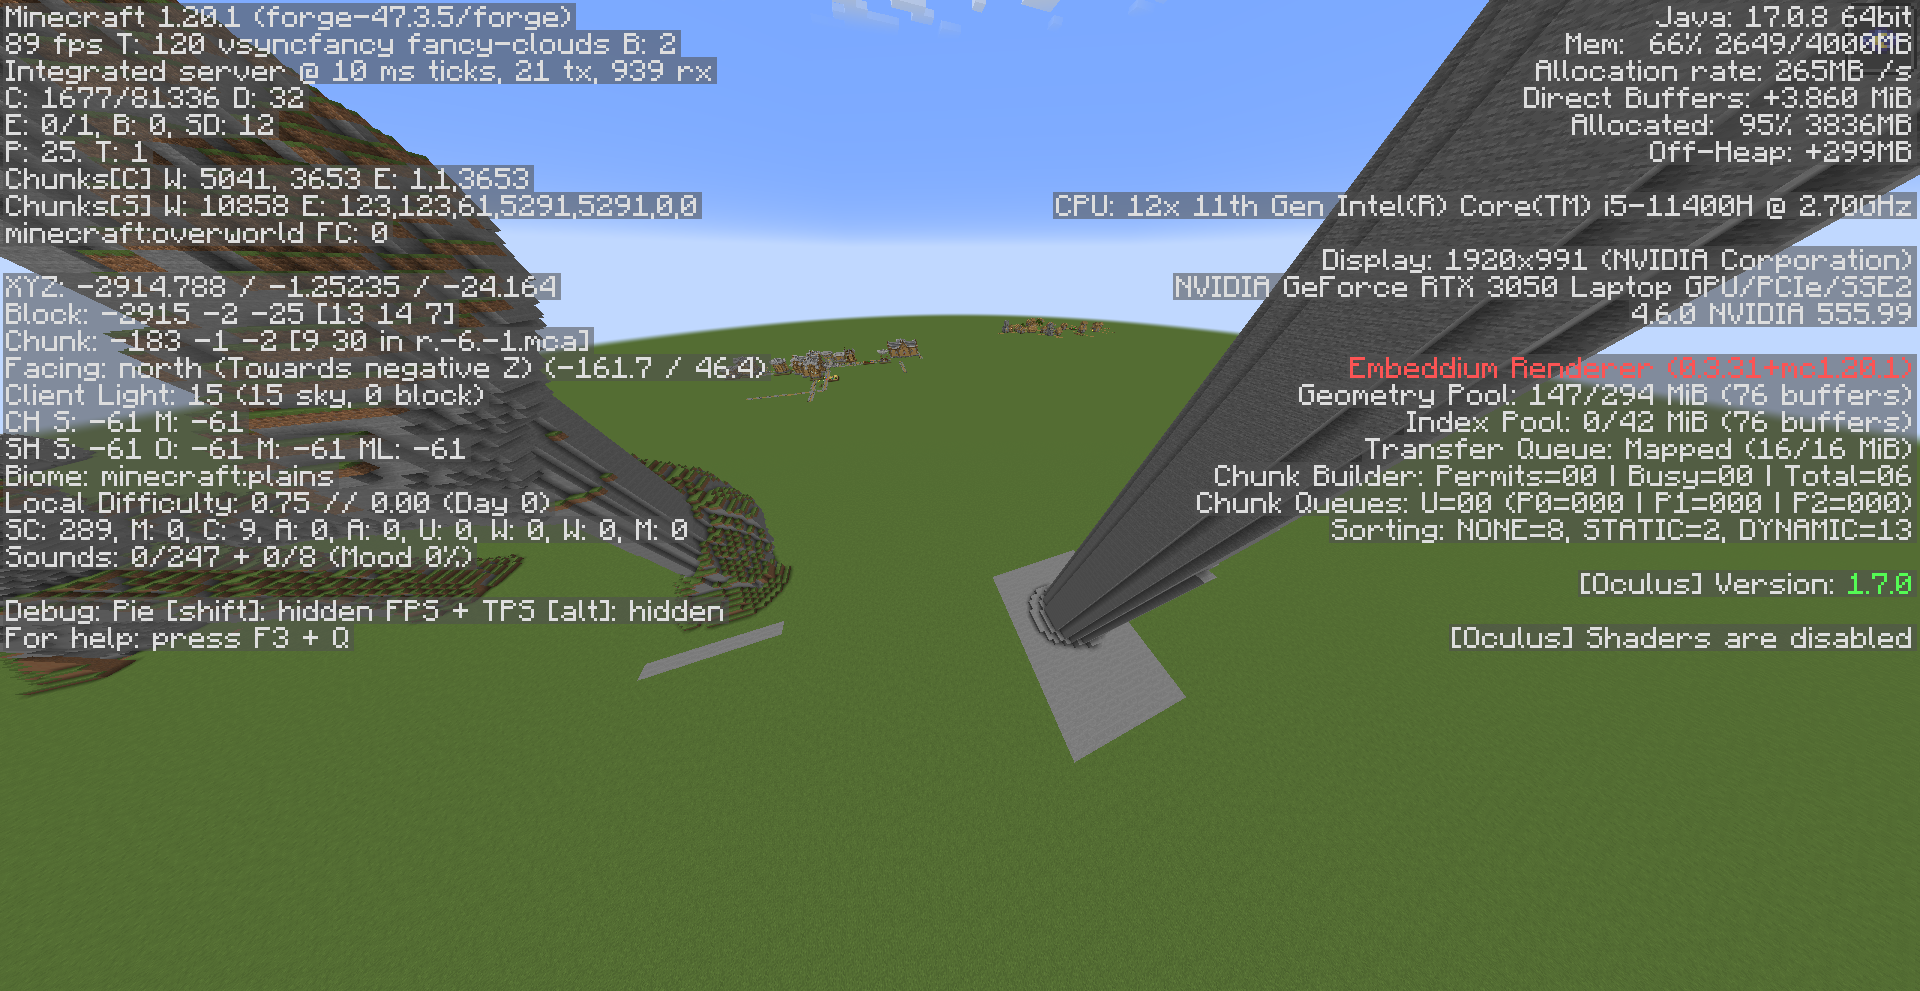 Minecraft 1.20.1 (forge-47.3.5/forge)
89 fps T: 120 vsyncfancy fancy-clouds B: 2
Integrated server @ 10 ms ticks, 21 tx, 939 rx
C: 1677/81336 D: 32
E: 0/1, B: 0, SD: 12
P: 25. T: 1
Chunks[C] W: 5041, 3653 E: 1,1,3653
Chunks[S] W: 10858 E: 123,123,61,5291,5291,0,0
minecraft:overworld FC: 0
XYZ: -2914.788 / -1.25235 / -24.164
Block: -2915 -2 -25 [13 14 7]
Chunk: -183 -1 -2 [9 30 in r.-6.-1.mca]
Facing: north (Towards negative Z) (-161.7 / 46.4)
Client Light: 15 (15 sky, 0 block)
CH S: -61 M: -61
SH S: -61 O: -61 M: -61 ML: -61
Biome: minecraft:plains
Local Difficulty: 0.75 // 0.00 (Day 0)
SC: 289, M: 0, C: 9, A: 0, A: 0, U: 0, W: 0, W: 0, M: 0
Sounds: 0/247 + 0/8 (Mood 0%)
Debug: Pie [shift]: hidden FPS + TPS [alt]: hidden
For help: press F3 + Q
Java: 17.0.8 64bit
Mem: 66% 2649/4000MB
Allocation rate: 265MB /s
Direct Buffers: +3.860 MiB
Allocated: 95% 3836MB
Off-Heap: +299MB
CPU: 12x 11th Gen Intel(R) Core(TM) i5-11400H @ 2.70GHz
Display: 1920x991 (NVIDIA Corporation)
NVIDIA GeForce RTX 3050 Laptop GPU/PCIe/SSE2
4.6.0 NVIDIA 555.99
Embeddium Renderer (0.3.31+mc1.20.1)
Geometry Pool: 147/294 MiB (76 buffers)
Index Pool: 0/42 MiB (76 buffers)
Transfer Queue: Mapped (16/16 MiB)
Chunk Builder: Permits=00 | Busy=00 | Total=06
Chunk Queues: U=00 (P0=000 | P1=000 | P2=000)
Sorting: NONE=8, STATIC=2, DYNAMIC=13
[Oculus] Version: 1.7.0
[Oculus] Shaders are disabled